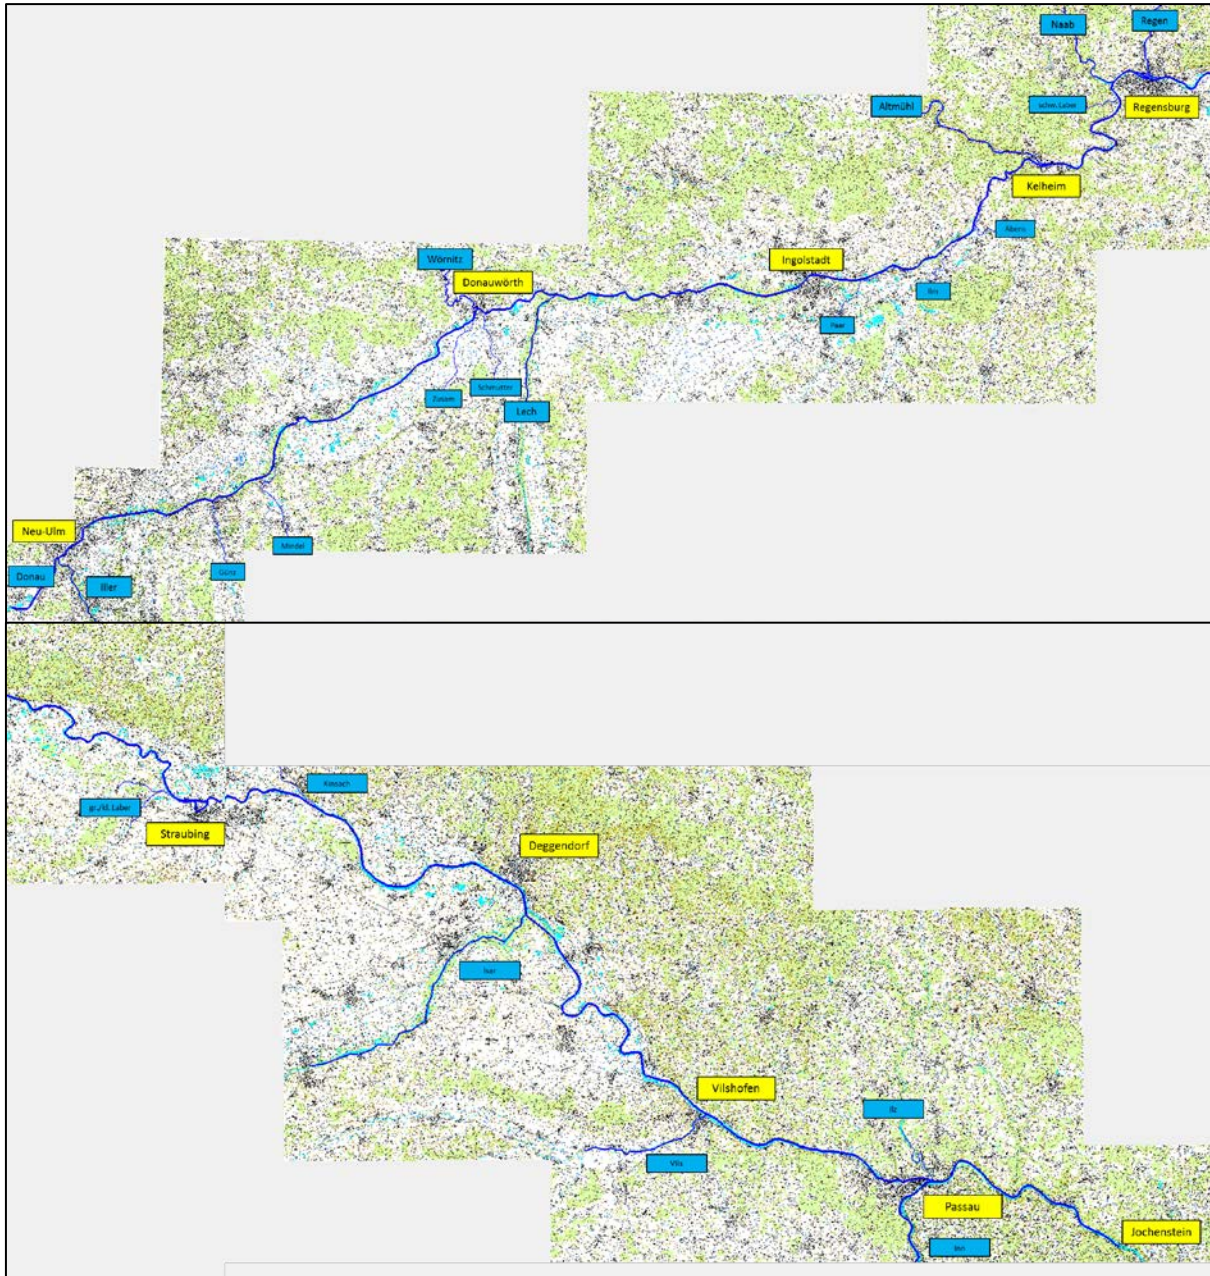 Naab
Regen
Altmühl
schw. Laber
Regensburg
Kelheim
Abens
Wörnitz
Ingolstadt
Donauwörth
Ilm
Paar
Zusam
Schmutter
Lech
Neu-Ulm
Mindel
Donau
Iller
Günz
Kinsach
gr./kl. Laber
Straubing
Deggendorf
Isar
Vilshofen
Ilz
Vils
Passau
Jochenstein
Inn